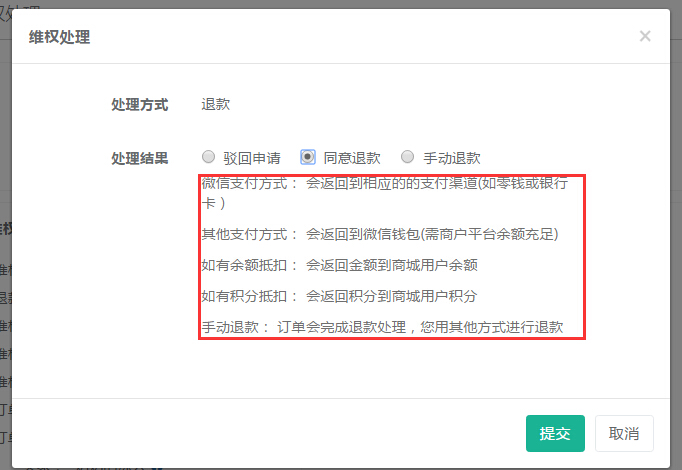 维权处理
×
处理方式 退款
处理结果 驳回申请 同意退款 手动退款
微信支付方式： 会返回到相应的的支付渠道(如零钱或银行
卡）
其他支付方式： 会返回到微信钱包(需商户平台余额充足)
如有余额抵扣： 会返回金额到商城用户余额
如有积分抵扣： 会返回积分到商城用户积分
手动退款： 订单会完成退款处理，您用其他方式进行退款
提交 取消